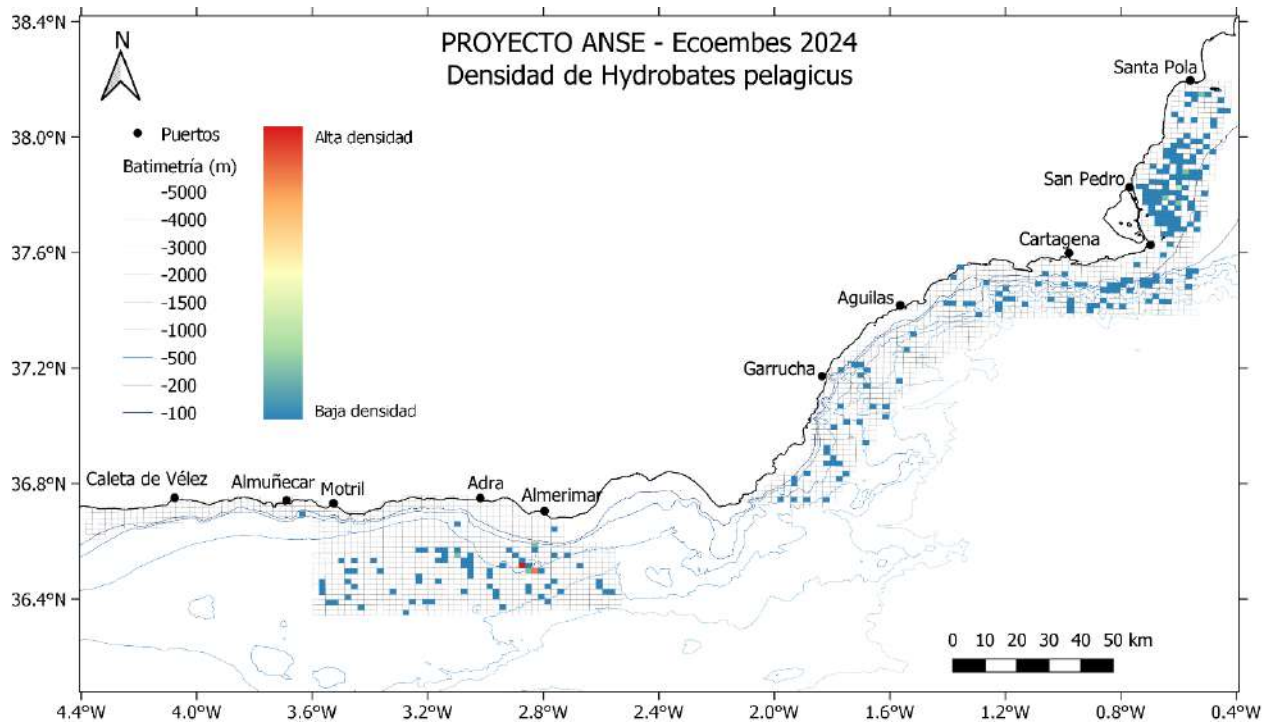 PROYECTO ANSE - Ecoembes 2024
Densidad de Hydrobates pelagicus
N
Puertos
Batimetría (m)
-5000
-4000
-3000
-2000
-1500
-1000
-500
-200
-100
Alta densidad
Baja densidad
Santa Pola
San Pedro
Cartagena
Aguilas
Garrucha
Caleta de Vélez
Almuñecar
Motril
Adra
Almerimar
0 10 20 30 40 50 km
38.4°N
38.0°N
37.6°N
37.2°N
36.8°N
36.4°N
4.4°W 4.0°W 3.6°W 3.2°W 2.8°W 2.4°W 2.0°W 1.6°W 1.2°W 0.8°W 0.4°W